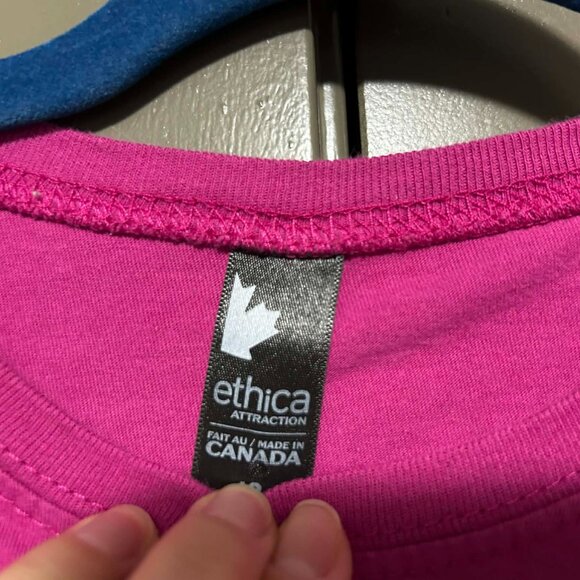 ethica
ATTRACTION
FAIT AU / MADE IN
CANADA